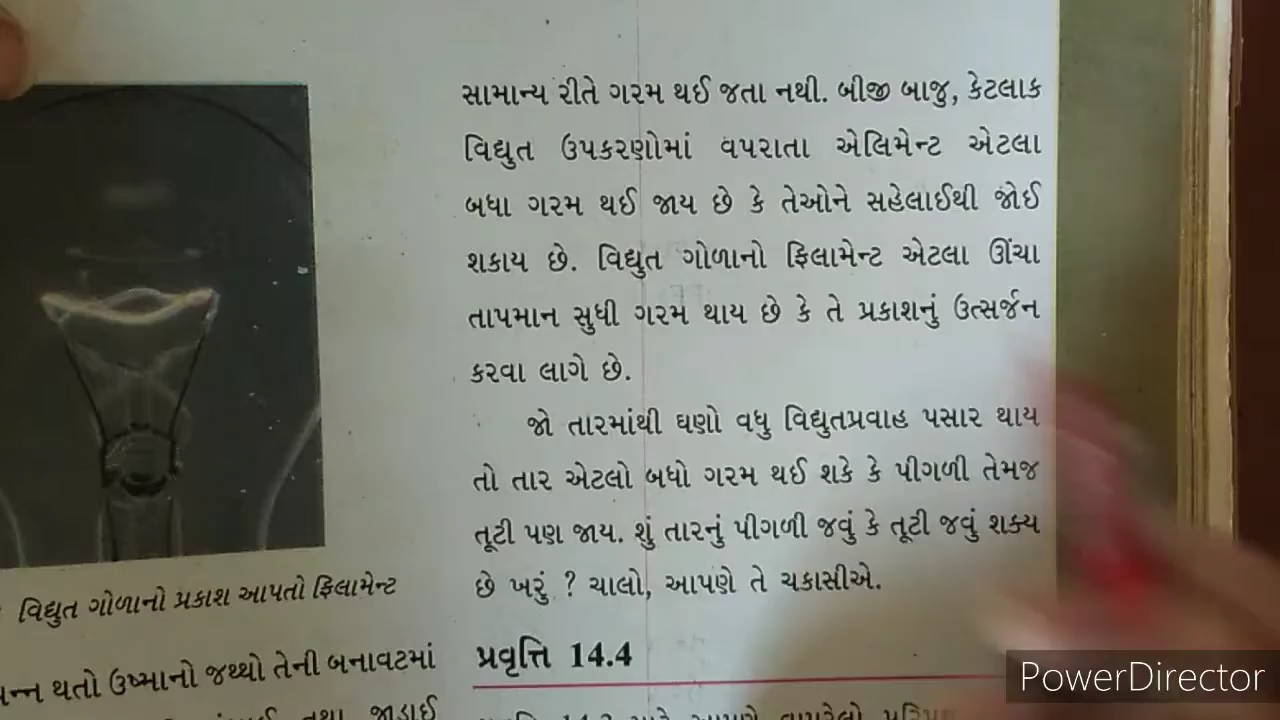 વિદ્યુત ગોળાનો પ્રકાશ આપતો ફિલામેન્ટ
થતો ઉષ્માનો જથ્થો તેની બનાવટમાં
તથા જાડાઈ
સામાન્ય રીતે ગરમ થઈ જતા નથી. બીજી બાજુ, કેટલાક
વિદ્યુત ઉપકરણોમાં વપરાતા એલિમેન્ટ એટલા
બધા ગરમ થઈ જાય છે કે તેઓને સહેલાઈથી જોઈ
શકાય છે. વિદ્યુત ગોળાનો ફિલામેન્ટ એટલા ઊંચા
તાપમાન સુધી ગરમ થાય છે કે તે પ્રકાશનું ઉત્સર્જન
કરવા લાગે છે.
જો તારમાંથી ઘણો વધુ વિદ્યુતપ્રવાહ પસાર થાય
તો તાર એટલો બધો ગરમ થઈ શકે કે પીગળી તેમજ
તૂટી પણ જાય. શું તારનું પીગળી જવું કે તૂટી જવું શક્ય
છે ખરું ? ચાલો, આપણે તે ચકાસીએ.
પ્રવૃત્તિ 14.4
PowerDirector